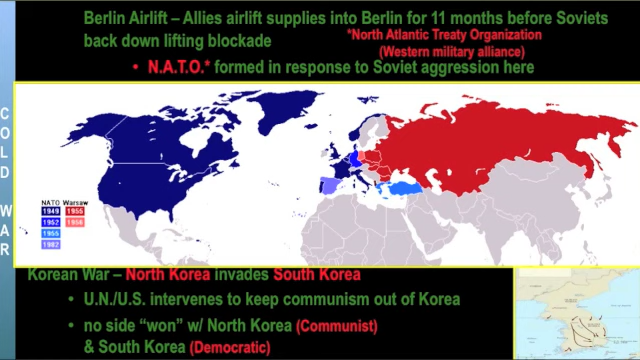 Berlin Airlift – Allies airlift supplies into Berlin for 11 months before Soviets
back down lifting blockade
*North Atlantic Treaty Organization
(Western military alliance)
• N.A.T.O.* formed in response to Soviet aggression here
COLD WAR
NATO Warsaw
1949 1955
1952 1956
1955
1982
Korean War – North Korea invades South Korea
• U.N./U.S. intervenes to keep communism out of Korea
• no side “won” w/ North Korea (Communist)
& South Korea (Democratic)